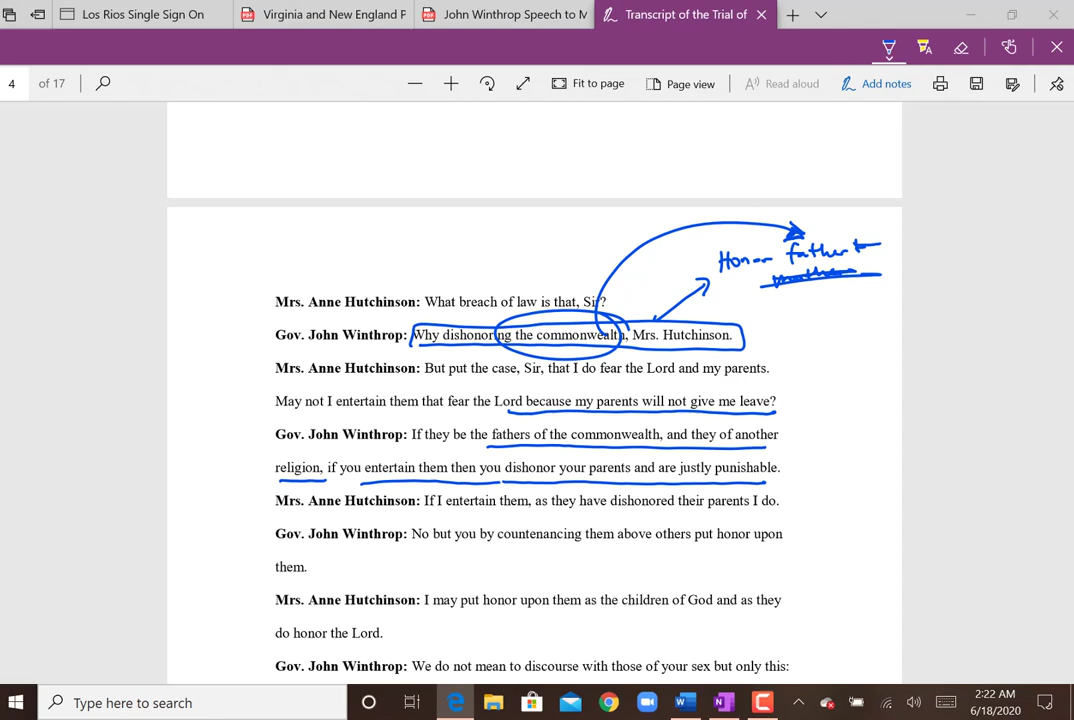 Los Rios Single Sign On
Virginia and New England P
John Winthrop Speech to M
Transcript of the Trial of
4 of 17
Fit to page
Page view
Read aloud
Add notes
Honor father +
mother
Mrs. Anne Hutchinson: What breach of law is that, Sir?
Gov. John Winthrop: Why dishonoring the commonwealth, Mrs. Hutchinson.
Mrs. Anne Hutchinson: But put the case, Sir, that I do fear the Lord and my parents.
May not I entertain them that fear the Lord because my parents will not give me leave?
Gov. John Winthrop: If they be the fathers of the commonwealth, and they of another
religion, if you entertain them then you dishonor your parents and are justly punishable.
Mrs. Anne Hutchinson: If I entertain them, as they have dishonored their parents I do.
Gov. John Winthrop: No but you by countenancing them above others put honor upon
them.
Mrs. Anne Hutchinson: I may put honor upon them as the children of God and as they
do honor the Lord.
Gov. John Winthrop: We do not mean to discourse with those of your sex but only this:
Type here to search
2:22 AM
6/18/2020